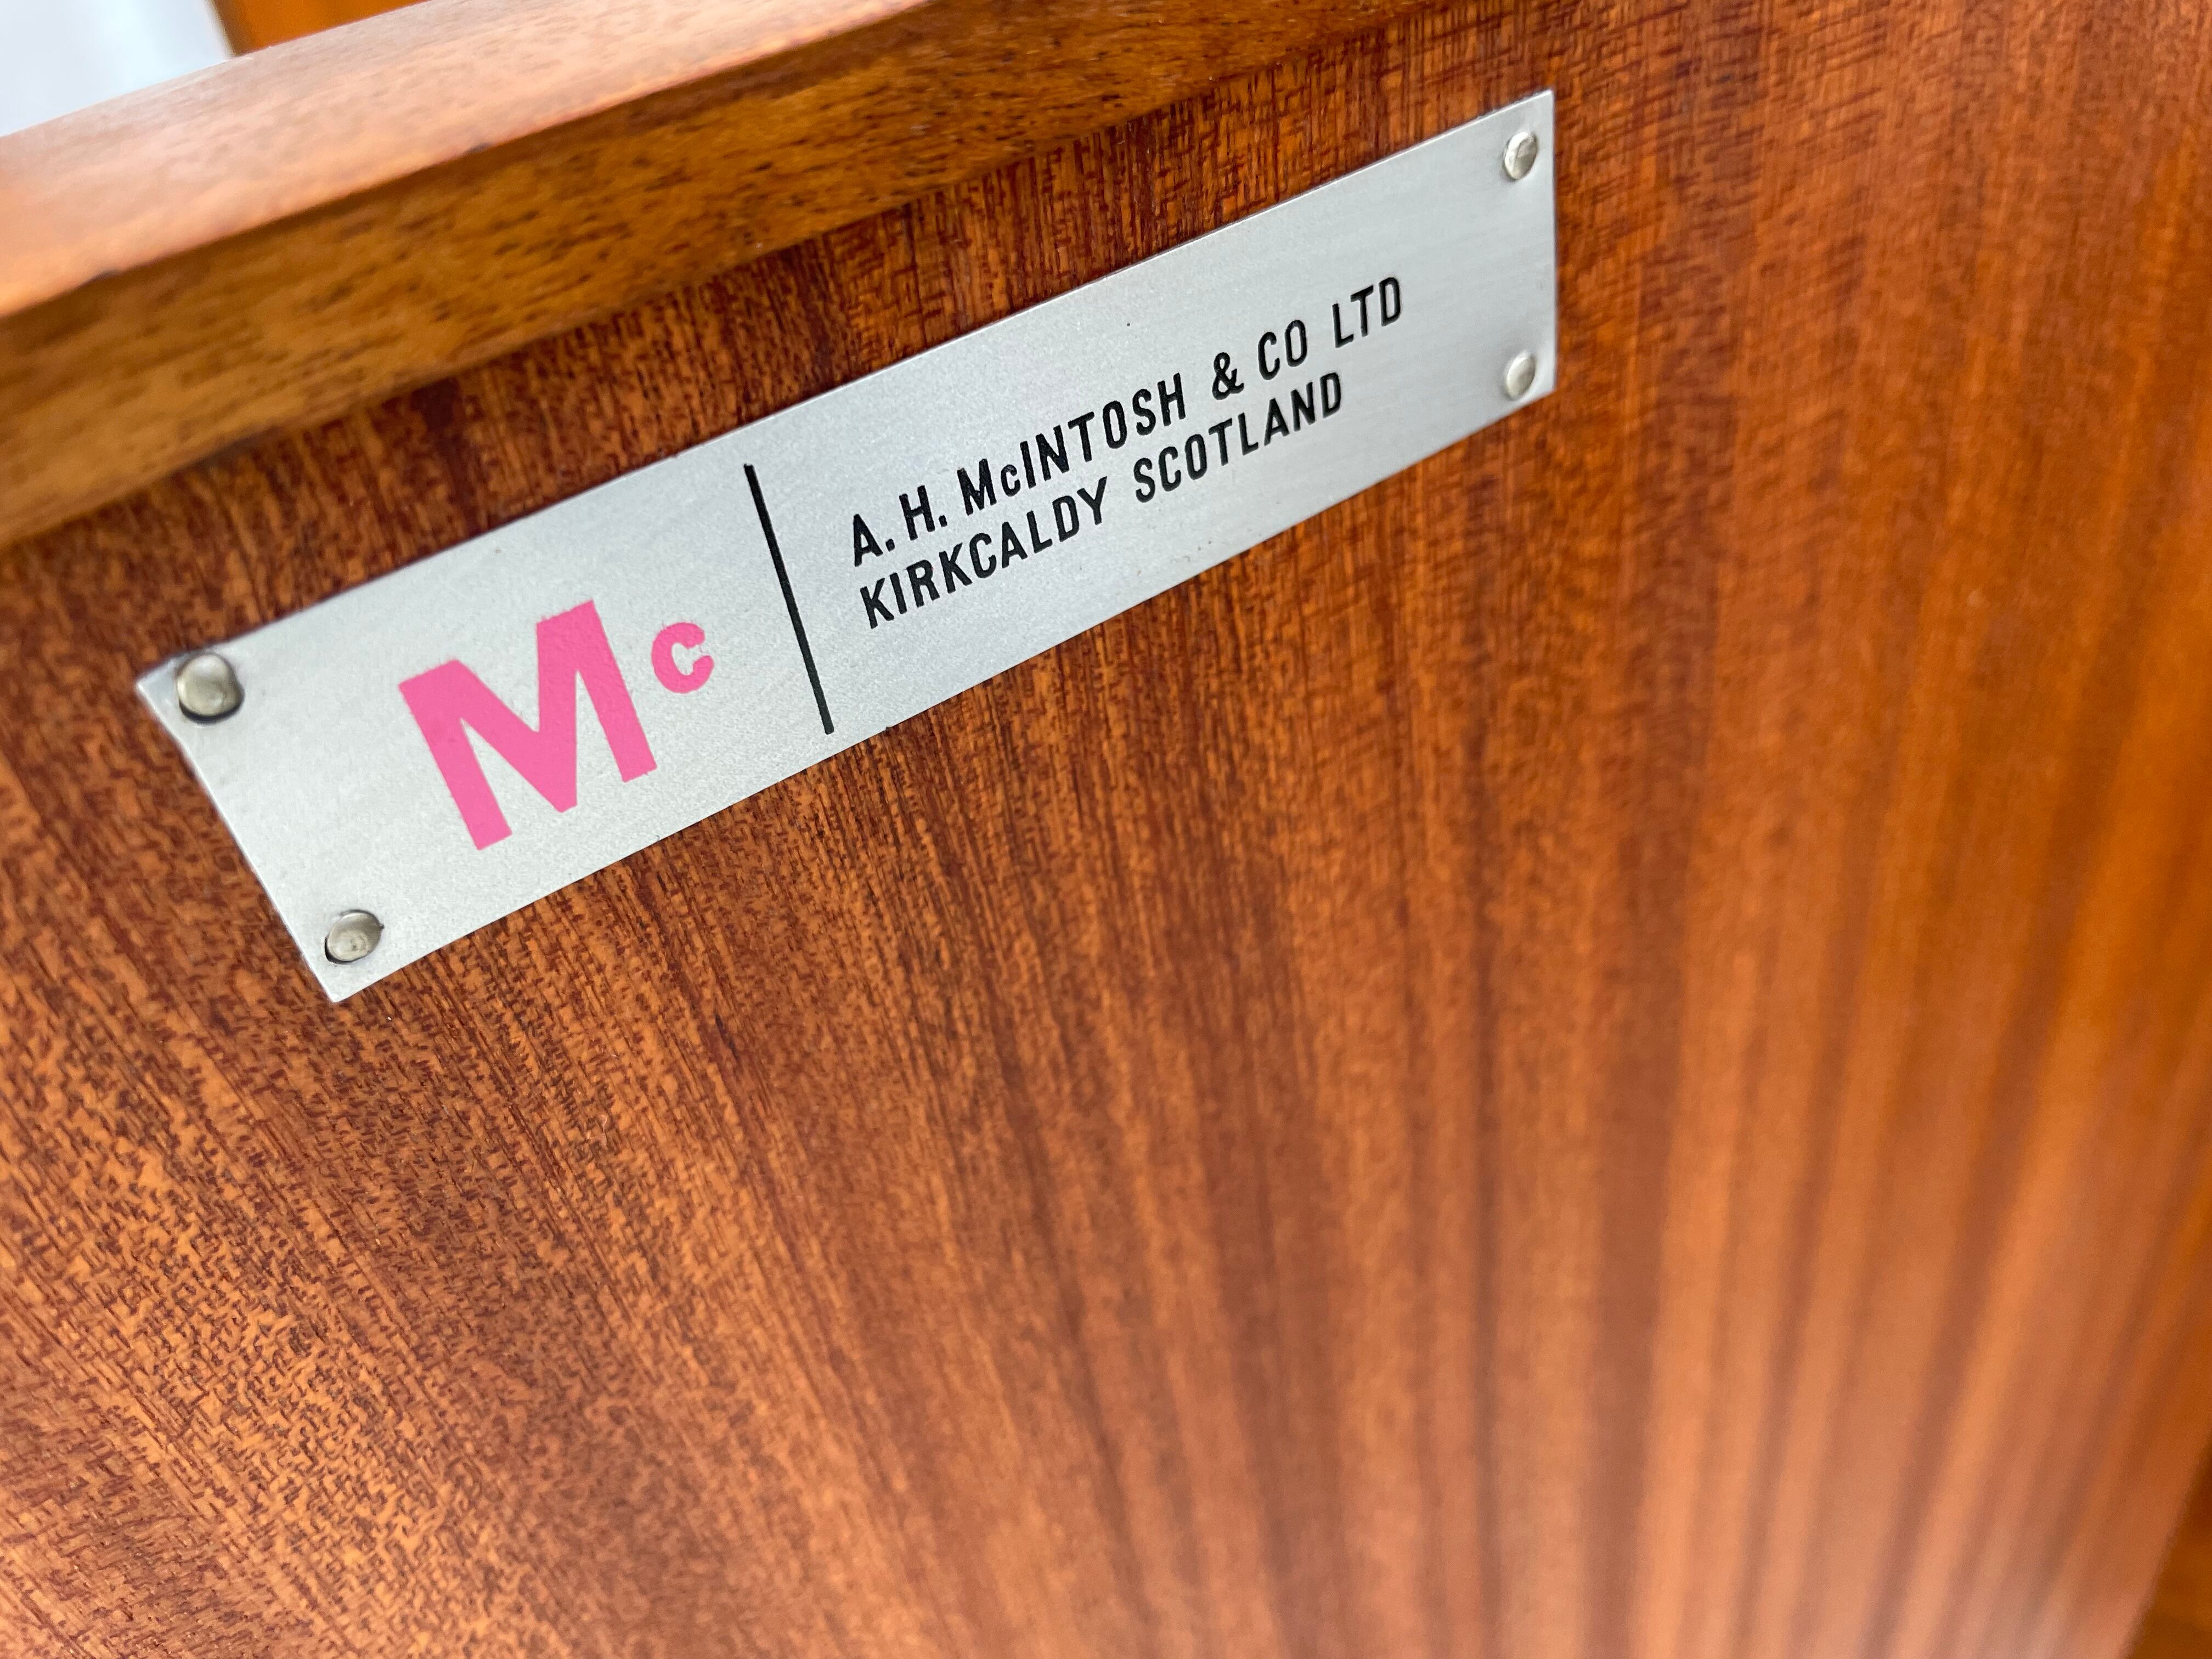 Mc
A. H. McINTOSH & CO LTD
KIRKCALDY SCOTLAND